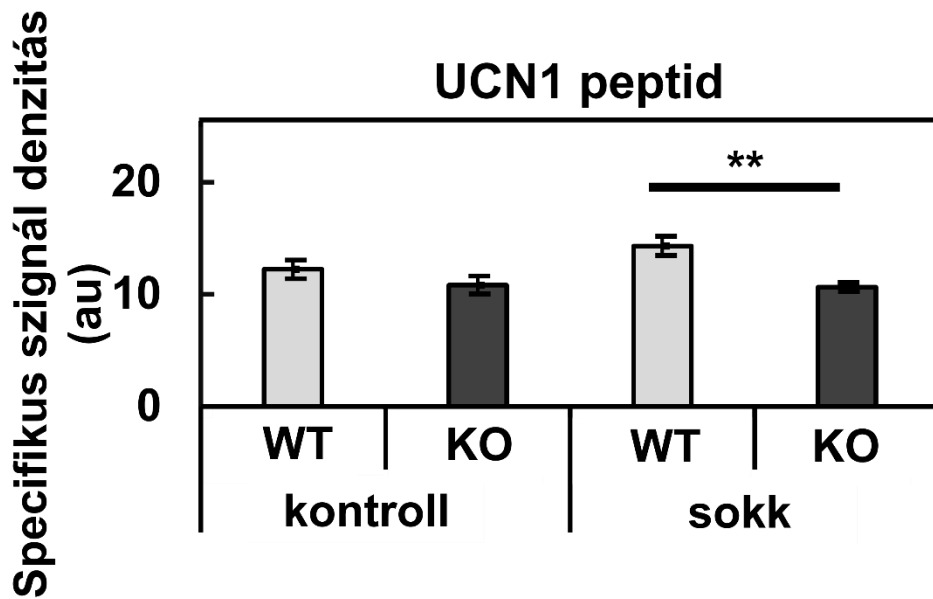 UCN1 peptid
Specifikus szignál denzitás
(au)
20
**
10
0
WT KO WT KO
kontroll sokk